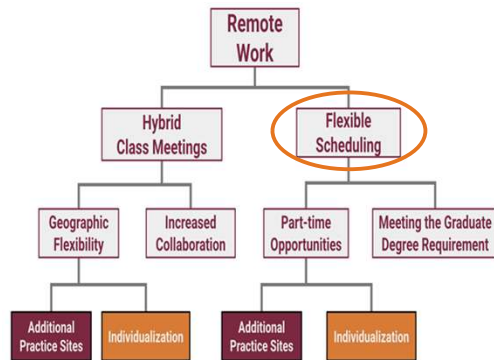 Remote
Work
Hybrid
Class Meetings
Flexible
Scheduling
Geographic
Flexibility
Increased
Collaboration
Part-time
Opportunities
Meeting the Graduate
Degree Requirement
Additional
Practice Sites
Individualization
Additional
Practice Sites
Individualization